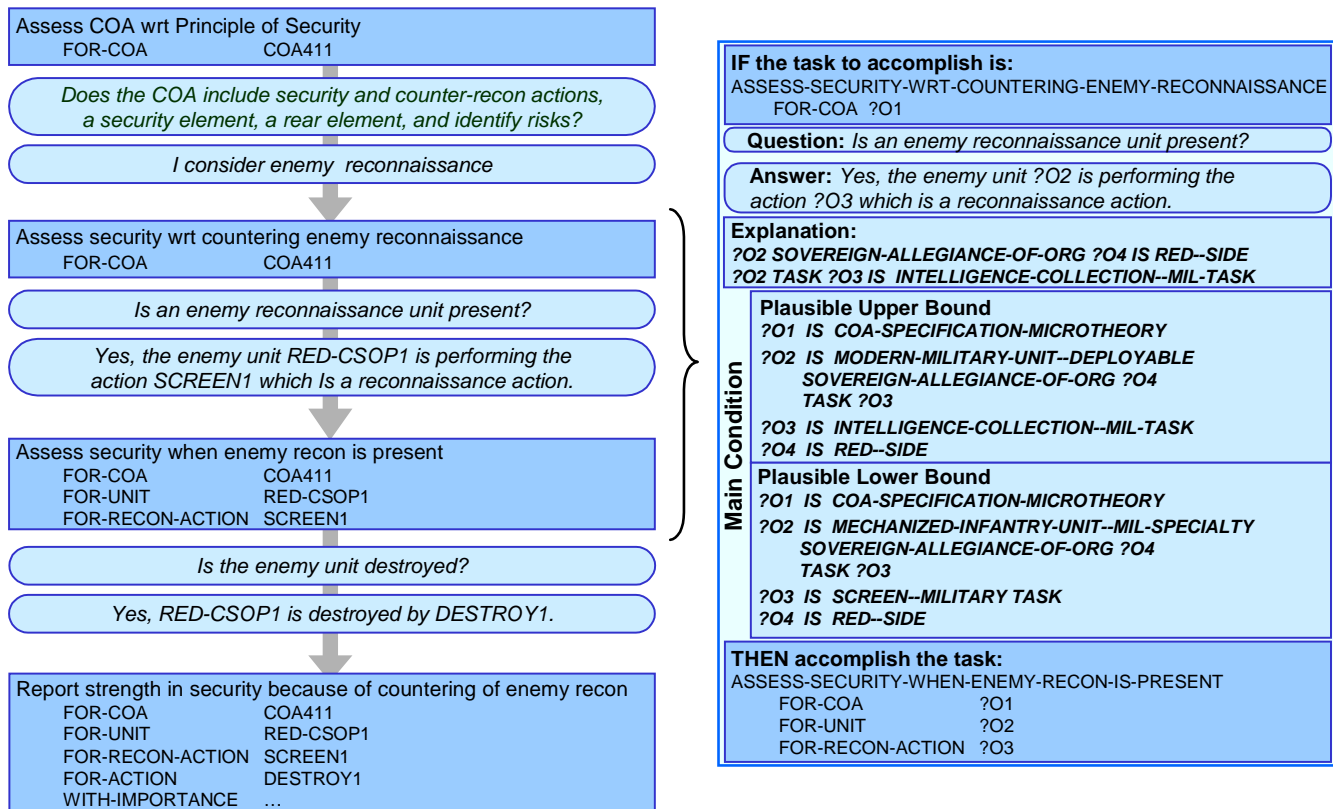 Assess COA wrt Principle of Security
FOR-COA COA411
Does the COA include security and counter-recon actions,
a security element, a rear element, and identify risks?
I consider enemy reconnaissance
Assess security wrt countering enemy reconnaissance
FOR-COA COA411
Is an enemy reconnaissance unit present?
Yes, the enemy unit RED-CSOP1 is performing the
action SCREEN1 which Is a reconnaissance action.
Assess security when enemy recon is present
FOR-COA COA411
FOR-UNIT RED-CSOP1
FOR-RECON-ACTION SCREEN1
Is the enemy unit destroyed?
Yes, RED-CSOP1 is destroyed by DESTROY1.
Report strength in security because of countering of enemy recon
FOR-COA COA411
FOR-UNIT RED-CSOP1
FOR-RECON-ACTION SCREEN1
FOR-ACTION DESTROY1
WITH-IMPORTANCE …
IF the task to accomplish is:
ASSESS-SECURITY-WRT-COUNTERING-ENEMY-RECONNAISSANCE
FOR-COA ?O1
Question: Is an enemy reconnaissance unit present?
Answer: Yes, the enemy unit ?O2 is performing the
action ?O3 which is a reconnaissance action.
Explanation:
?O2 SOVEREIGN-ALLEGIANCE-OF-ORG ?O4 IS RED--SIDE
?O2 TASK ?O3 IS INTELLIGENCE-COLLECTION--MIL-TASK
Main Condition
Plausible Upper Bound
?O1 IS COA-SPECIFICATION-MICROTHEORY
?O2 IS MODERN-MILITARY-UNIT--DEPLOYABLE
SOVEREIGN-ALLEGIANCE-OF-ORG ?O4
TASK ?O3
?O3 IS INTELLIGENCE-COLLECTION--MIL-TASK
?O4 IS RED--SIDE
Plausible Lower Bound
?O1 IS COA-SPECIFICATION-MICROTHEORY
?O2 IS MECHANIZED-INFANTRY-UNIT--MIL-SPECIALTY
SOVEREIGN-ALLEGIANCE-OF-ORG ?O4
TASK ?O3
?O3 IS SCREEN--MILITARY TASK
?O4 IS RED--SIDE
THEN accomplish the task:
ASSESS-SECURITY-WHEN-ENEMY-RECON-IS-PRESENT
FOR-COA ?O1
FOR-UNIT ?O2
FOR-RECON-ACTION ?O3